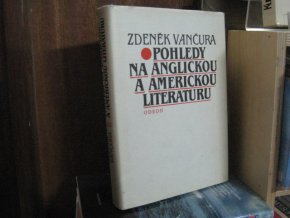 ZDENĚK VANČURA
POHLEDY
NA ANGLICKOU
A AMERICKOU
LITERATURU
ODEON